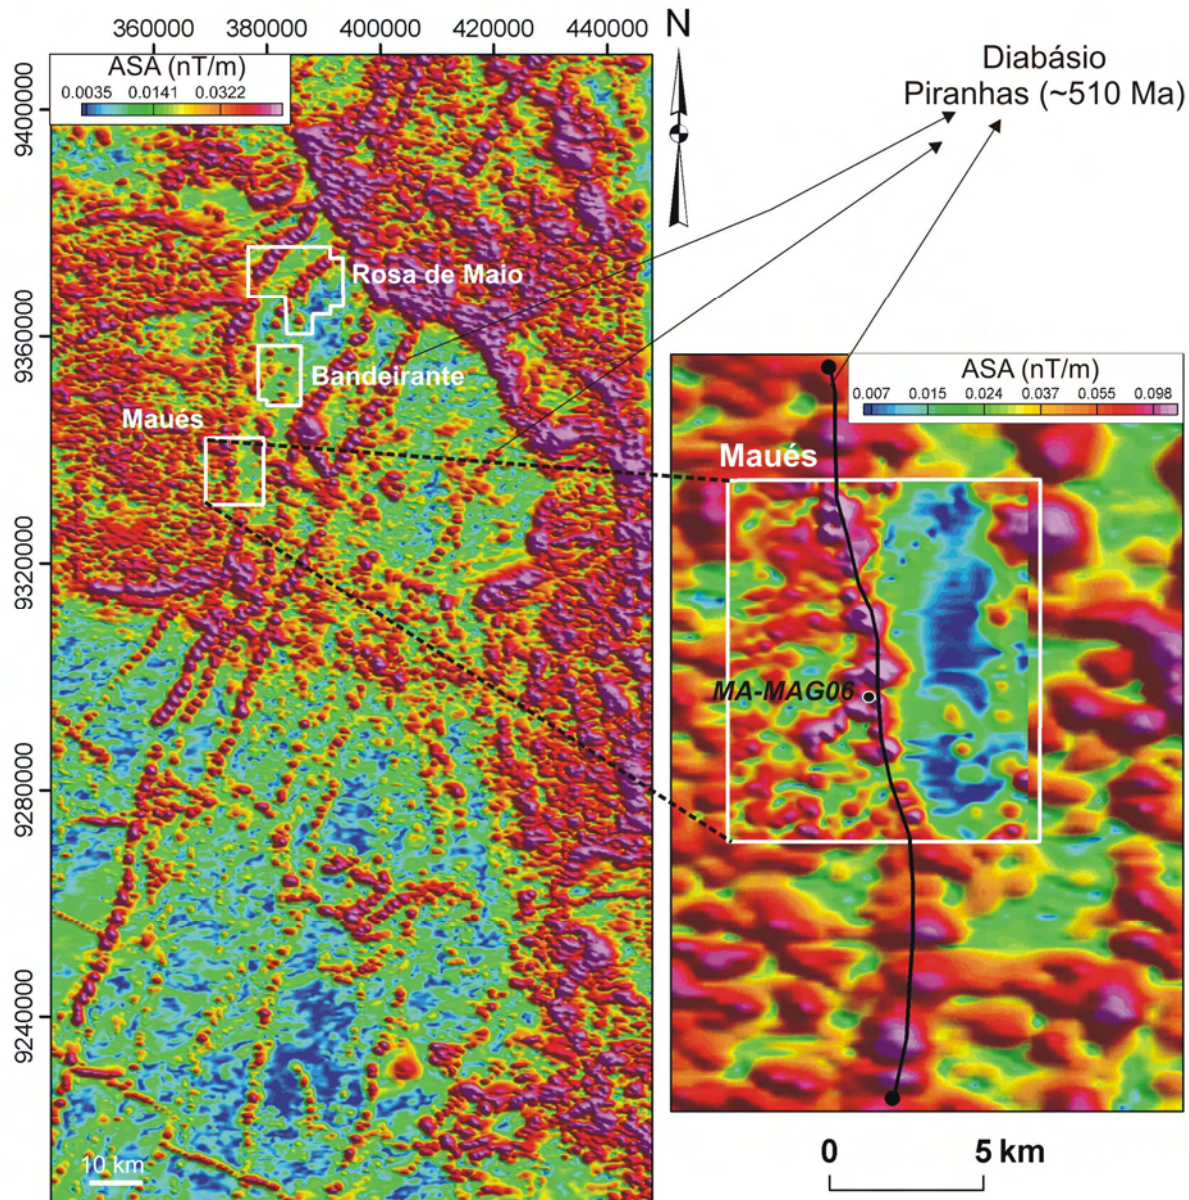 360000 380000 400000 420000 440000
N
Diabásio
Piranhas (~510 Ma)
ASA (nT/m)
0.0035 0.0141 0.0322
9400000
9360000
9320000
9280000
9240000
Rosa de Maio
Bandeirante
Maués
10 km
ASA (nT/m)
0.007 0.015 0.024 0.037 0.055 0.098
Maués
MA-MAG06
0 5 km